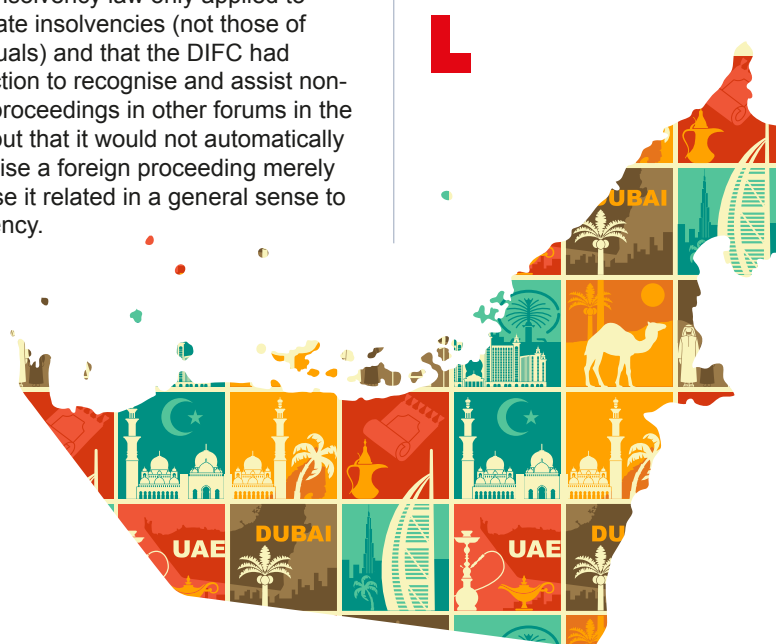 ate insolvencies (not those of
uals) and that the DIFC had
ction to recognise and assist non-
proceedings in other forums in the
but that it would not automatically
ise a foreign proceeding merely
se it related in a general sense to
ency.
DUBAI
UAE
DUBAI
UAE
DU